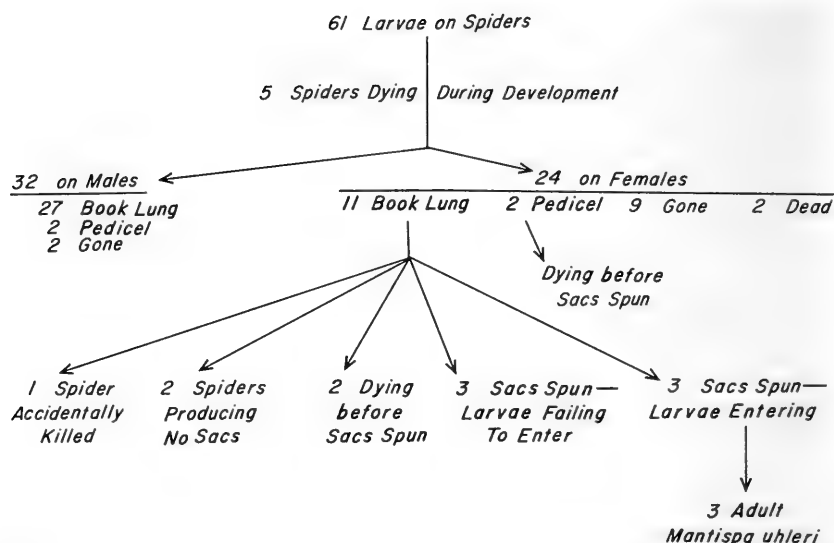 61 Larvae on Spiders
5 Spiders Dying During Development
32 on Males
27 Book Lung
2 Pedicel
2 Gone
24 on Females
11 Book Lung 2 Pedicel 9 Gone 2 Dead
Dying before
Sacs Spun
1 Spider
Accidentally
Killed
2 Spiders
Producing
No Sacs
2 Dying
before
Sacs Spun
3 Sacs Spun—
Larvae Failing
To Enter
3 Sacs Spun—
Larvae Entering
3 Adult
Mantispa uhleri